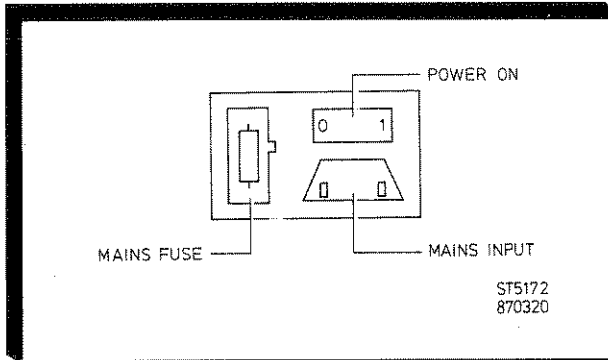 POWER ON
0 1
MAINS FUSE
MAINS INPUT
ST5172
870320